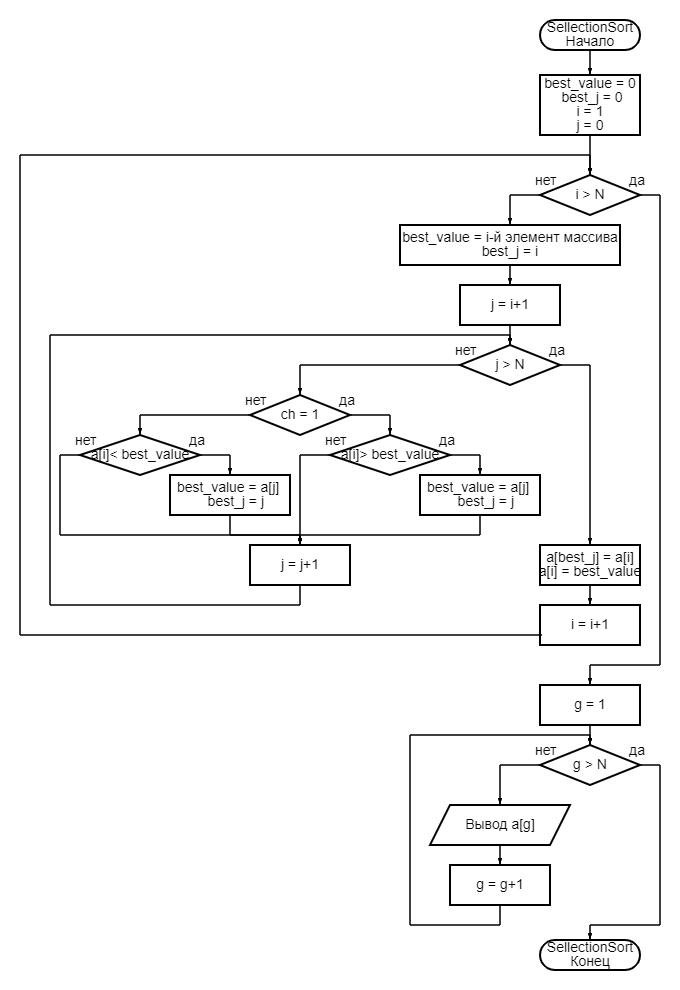 SellectionSort
Начало
best_value = 0
best_j = 0
i = 1
j = 0
нет
да
i > N
best_value = i-й элемент массива
best_j = i
j = i+1
нет
да
j > N
нет
да
ch = 1
нет
да
a[i]< best_value
нет
да
a[i]> best_value
best_value = a[j]
best_j = j
best_value = a[j]
best_j = j
j = j+1
a[best_j] = a[i]
a[i] = best_value
i = i+1
g = 1
нет
да
g > N
Вывод a[g]
g = g+1
SellectionSort
Конец